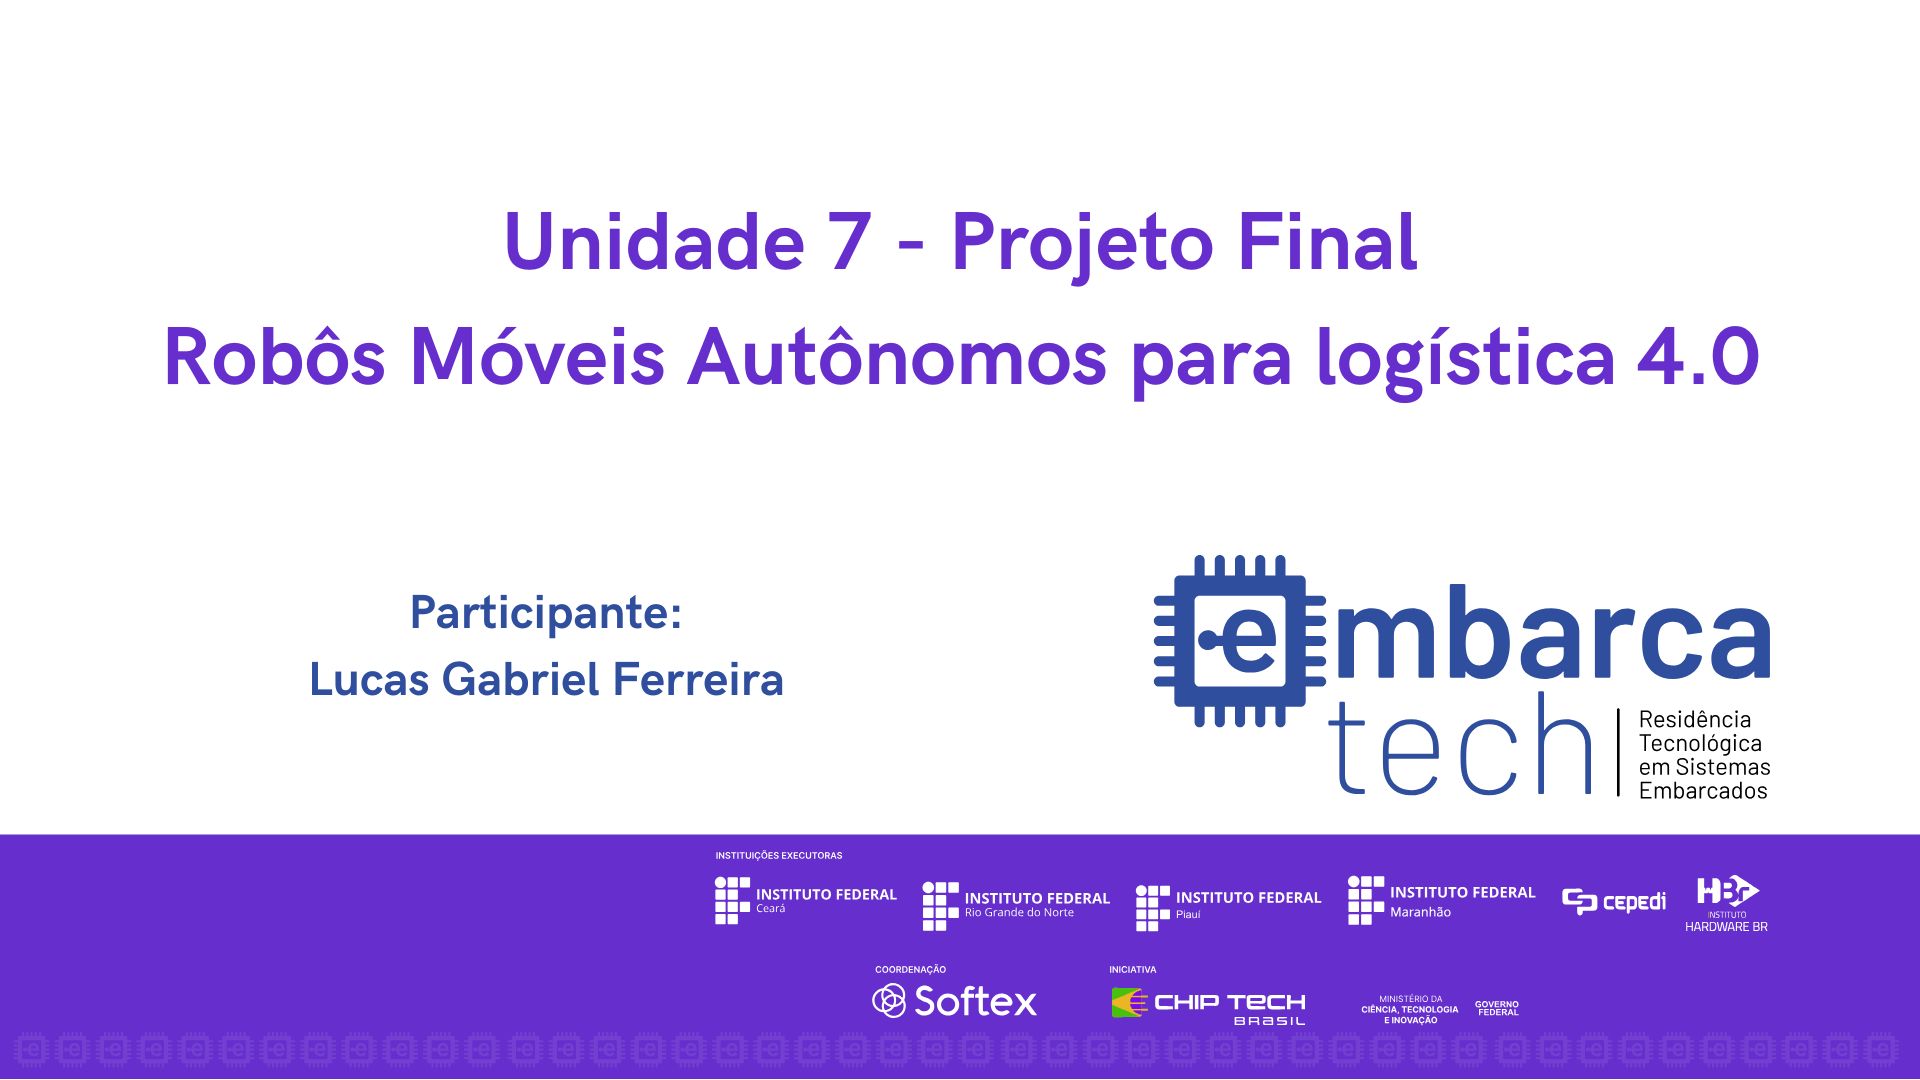 Unidade 7 - Projeto Final
Robôs Móveis Autônomos para logística 4.0
Participante:
Lucas Gabriel Ferreira
embarca
tech
Residência
Tecnológica
em Sistemas
Embarcados
INSTITUIÇÕES EXECUTORAS
INSTITUTO FEDERAL
Ceará
INSTITUTO FEDERAL
Rio Grande do Norte
INSTITUTO FEDERAL
Piauí
INSTITUTO FEDERAL
Maranhão
cepedi
HBr
INSTITUTO
HARDWARE BR
COORDENAÇÃO
Softex
INICIATIVA
CHIP TECH
BRASIL
MINISTÉRIO DA
CIÊNCIA, TECNOLOGIA
E INOVAÇÃO
GOVERNO
FEDERAL